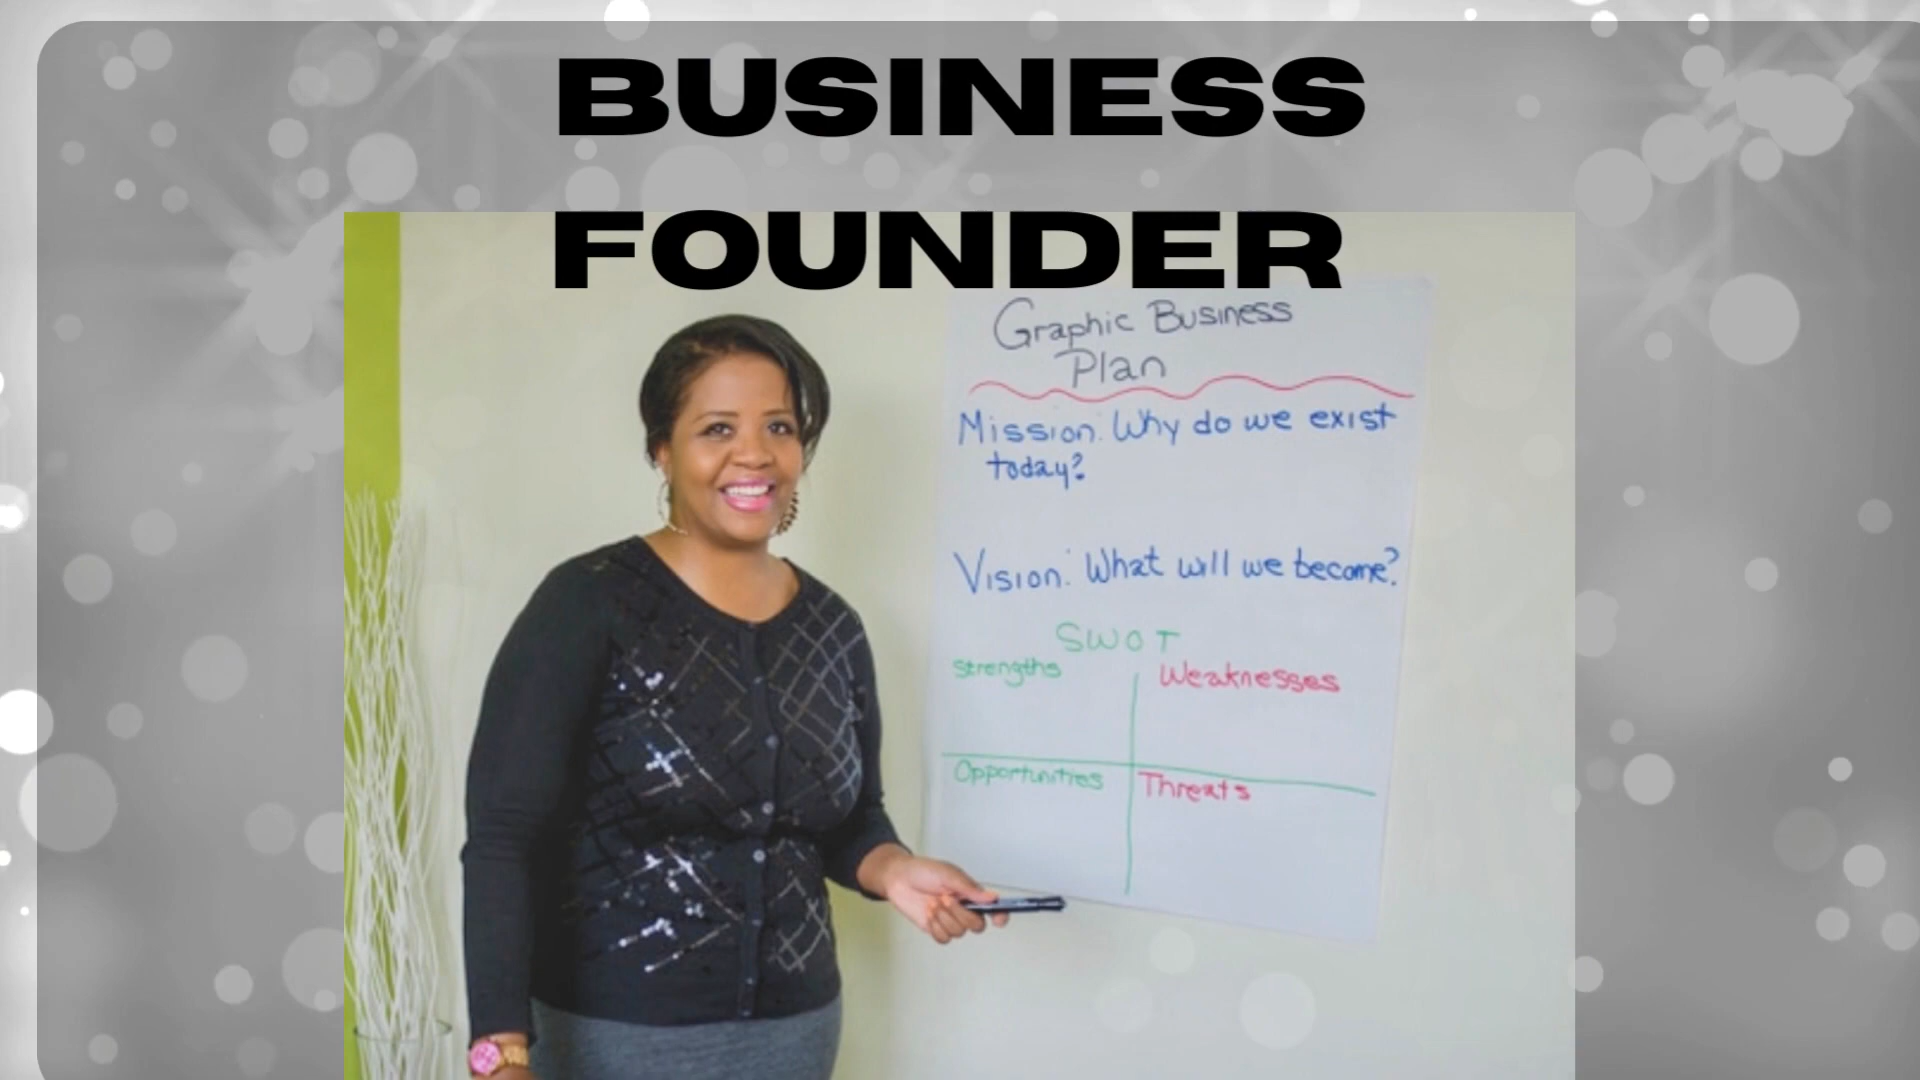 BUSINESS
FOUNDER
Graphic Business
Plan
Mission: Why do we exist
today?
Vision: What will we become?
SWOT
Strengths Weaknesses
Opportunities Threats